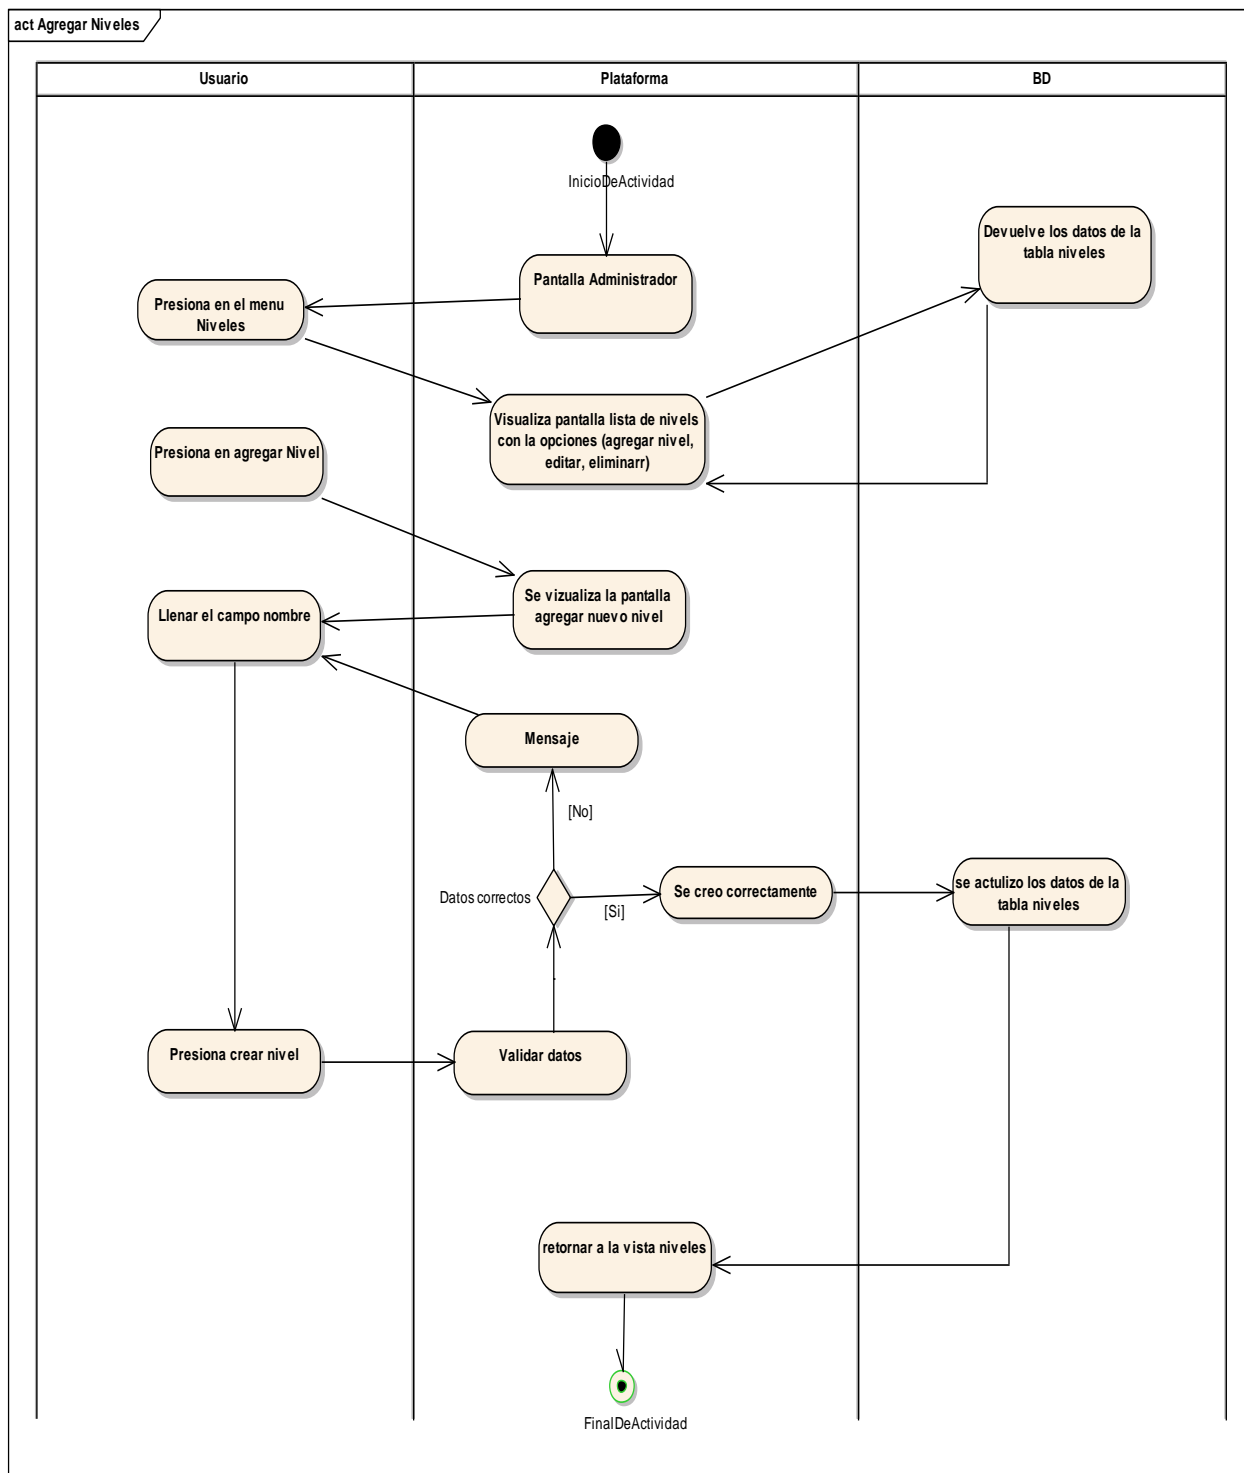 act Agregar Niveles
Usuario
Plataforma
BD
InicioDeActividad
Devuelve los datos de la
tabla niveles
Pantalla Administrador
Presiona en el menu
Niveles
Visualiza pantalla lista de nivels
con la opciones (agregar nivel,
editar, eliminarr)
Presiona en agregar Nivel
Se vizualiza la pantalla
agregar nuevo nivel
Llenar el campo nombre
Mensaje
[No]
Datos correctos
[Si]
Se creo correctamente
se actulizo los datos de la
tabla niveles
Presiona crear nivel
Validar datos
retornar a la vista niveles
FinalDeActividad